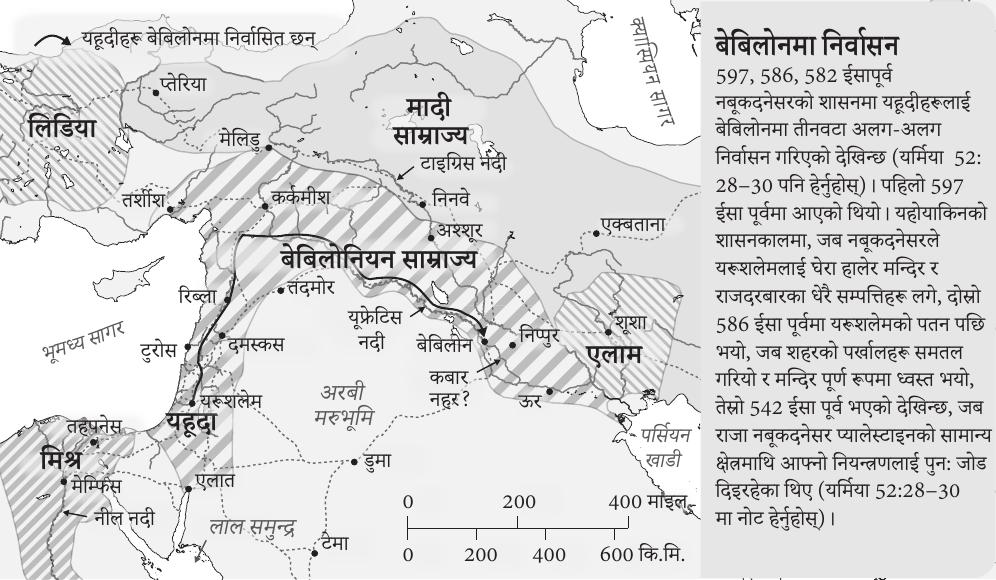 यहूदीहरू बेबिलोनमा निर्वासित छन्
क्यास्पियन सागर
प्तेरिया
लिडिया
मादी
साम्राज्य
मेलिडु
टाइग्रिस नदी
तर्शीश
कर्कमीश
निनवे
अश्शूर
एक्बताना
बेबिलोनियन साम्राज्य
तदमोर
रिब्ला
भूमध्य सागर
यूफ्रेटिस
नदी
टुरोस
दमस्कस
बेबिलोन
निप्पुर
शूशा
एलाम
कबार
नहर?
ऊर
अरबी
मरुभूमि
यरूशलेम
यहूदा
तहपनेस
मिश्र
मेम्फिस
नील नदी
एलात
डुमा
पर्सियन
खाडी
लाल समुन्द्र
टेमा
0 200 400 माइल
0 200 400 600 कि.मि.
बेबिलोनमा निर्वासन
597, 586, 582 ईसापूर्व
नबूकदनेसरको शासनमा यहूदीहरूलाई
बेबिलोनमा तीनवटा अलग-अलग
निर्वासन गरिएको देखिन्छ (यर्मिया 52:
28–30 पनि हेर्नुहोस्)। पहिलो 597
ईसा पूर्वमा आएको थियो। यहोयाकिनको
शासनकालमा, जब नबूकदनेसरले
यरूशलेमलाई घेरा हालेर मन्दिर र
राजदरबारका धेरै सम्पत्तिहरू लगे, दोस्रो
586 ईसा पूर्वमा यरूशलेमको पतन पछि
भयो, जब शहरको पर्खालहरू समतल
गरियो र मन्दिर पूर्ण रूपमा ध्वस्त भयो,
तेस्रो 542 ईसा पूर्व भएको देखिन्छ, जब
राजा नबूकदनेसर प्यालेस्टाइनको सामान्य
क्षेत्रमाथि आफ्नो नियन्त्रणलाई पुन: जोड
दिइरहेका थिए (यर्मिया 52:28–30
मा नोट हेर्नुहोस्)।